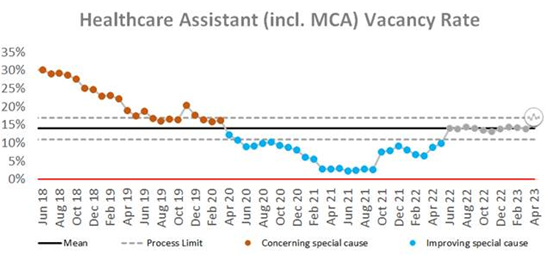 Healthcare Assistant (incl. MCA) Vacancy Rate
35%
30%
25%
20%
15%
10%
5%
0%
Jun 18
Aug 18
Oct 18
Dec 18
Feb 19
Apr 19
Jun 19
Aug 19
Oct 19
Dec 19
Feb 20
Apr 20
Jun 20
Aug 20
Oct 20
Dec 20
Feb 21
Apr 21
Jun 21
Aug 21
Oct 21
Dec 21
Feb 22
Apr 22
Jun 22
Aug 22
Oct 22
Dec 22
Feb 23
Apr 23
Mean
Process Limit
Concerning special cause
Improving special cause